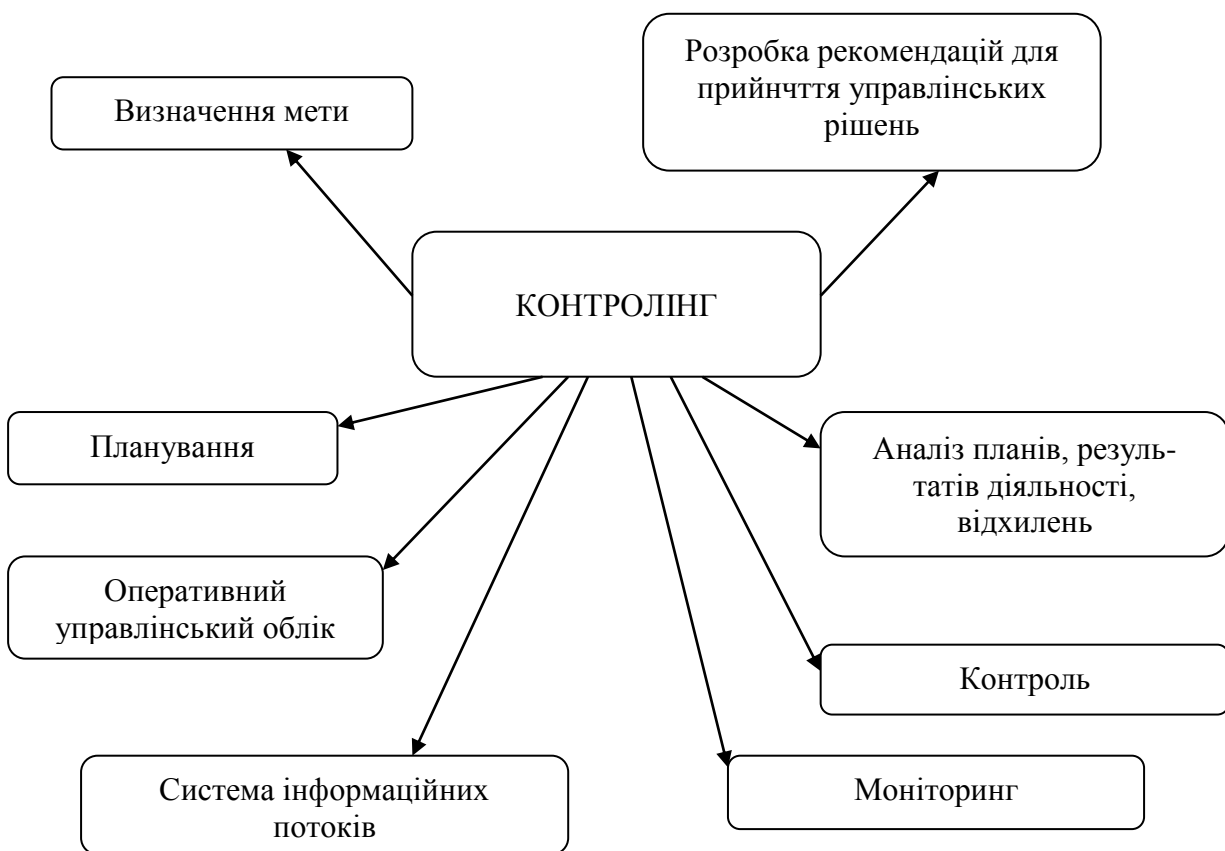 Визначення мети
Розробка рекомендацій для
прийнчття управлінських
рішень
КОНТРОЛІНГ
Планування
Аналіз планів, резуль-
татів діяльності,
відхилень
Оперативний
управлінський облік
Контроль
Система інформаційних
потоків
Моніторинг